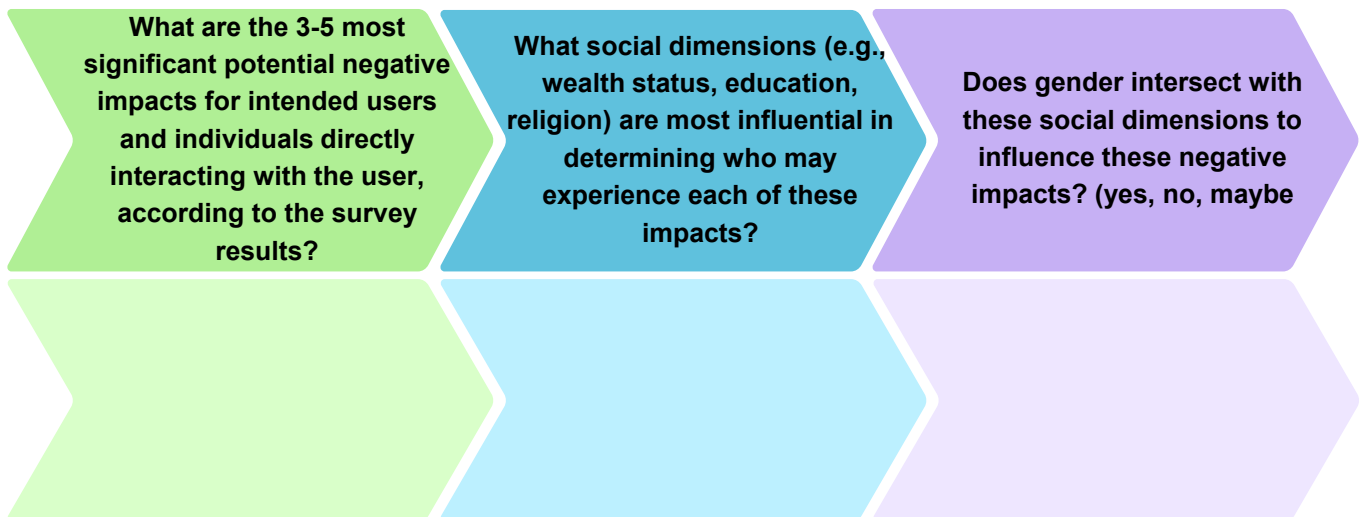 What are the 3-5 most
significant potential negative
impacts for intended users
and individuals directly
interacting with the user,
according to the survey
results?
What social dimensions (e.g.,
wealth status, education,
religion) are most influential in
determining who may
experience each of these
impacts?
Does gender intersect with
these social dimensions to
influence these negative
impacts? (yes, no, maybe